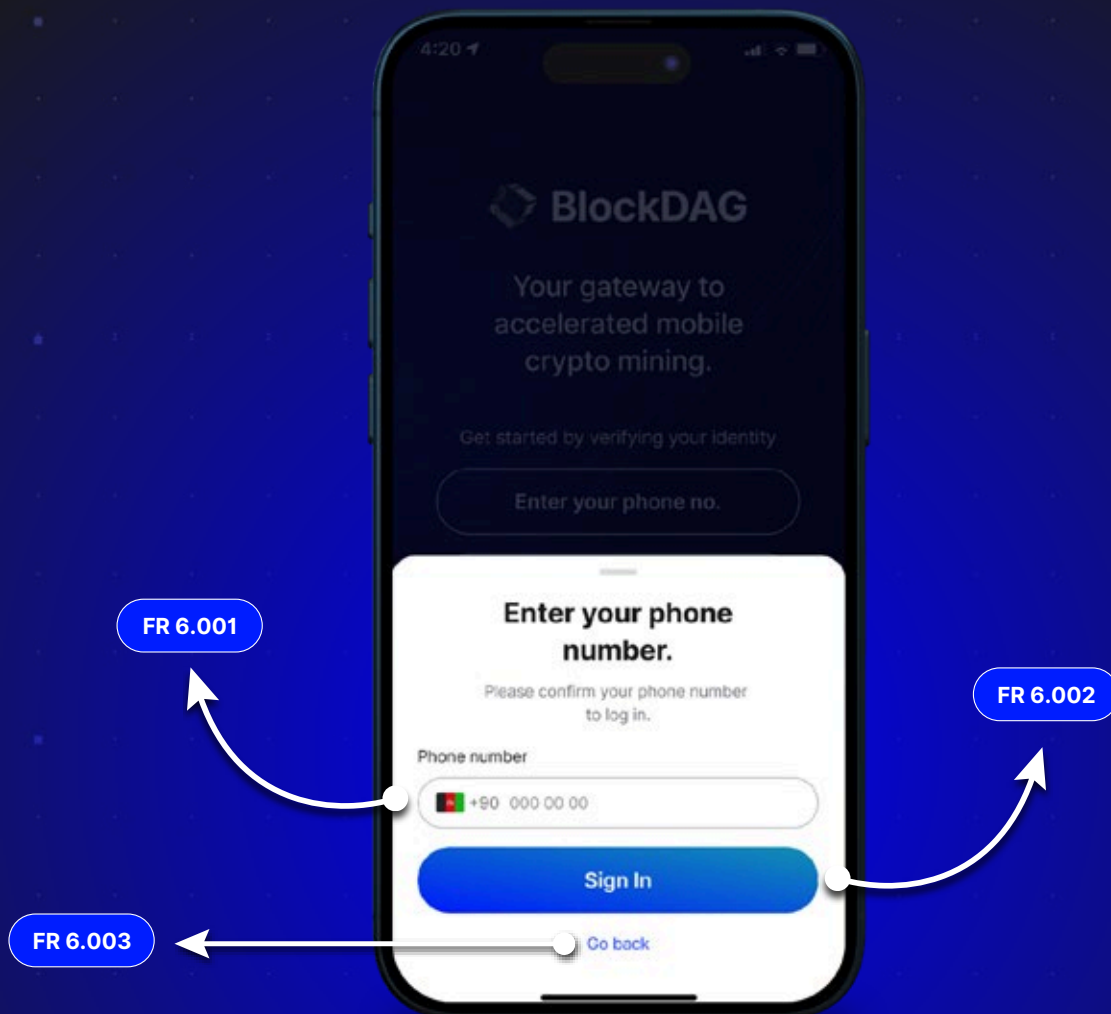 4:20
BlockDAG
Your gateway to
accelerated mobile
crypto mining.
Get started by verifying your identity
Enter your phone no.
Enter your phone
number.
Please confirm your phone number
to log in.
Phone number
+90 000 00 00
Sign In
Go back
FR 6.001
FR 6.002
FR 6.003